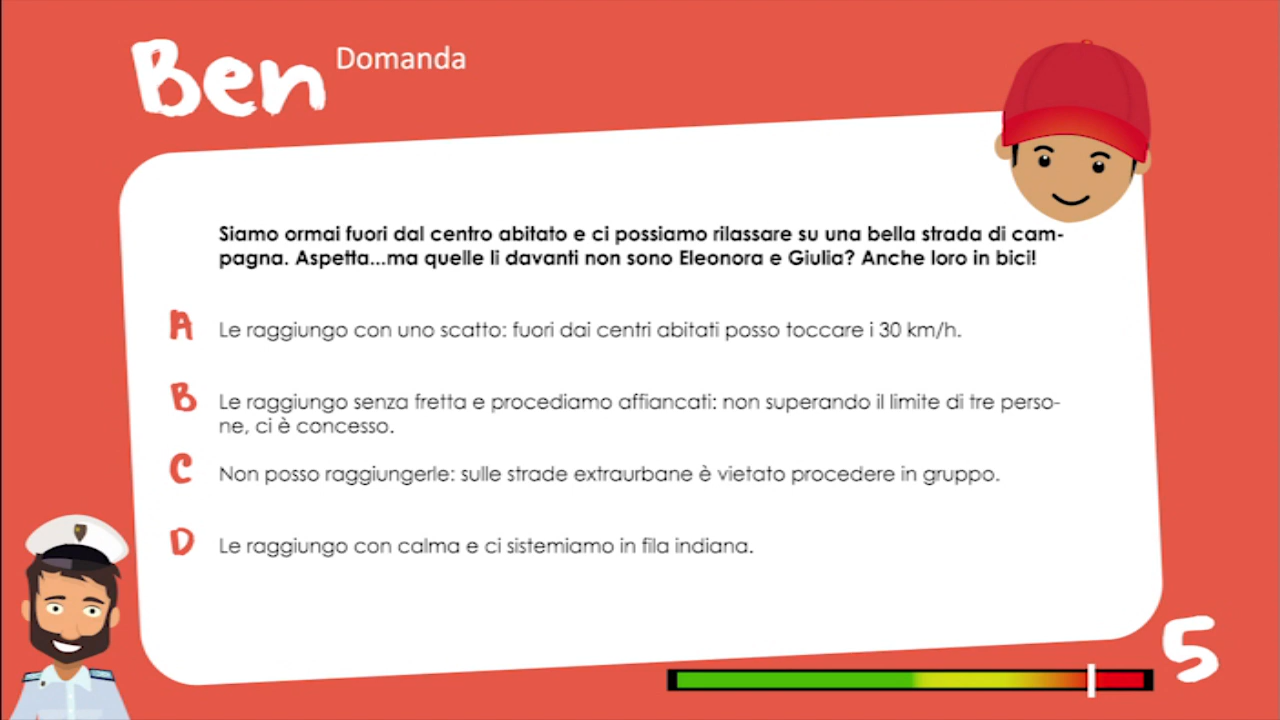 Ben Domanda
Siamo ormai fuori dal centro abitato e ci possiamo rilassare su una bella strada di cam-
pagna. Aspetta...ma quelle lì davanti non sono Eleonora e Giulia? Anche loro in bici!
A Le raggiungo con uno scatto: fuori dai centri abitati posso toccare i 30 km/h.
B Le raggiungo senza fretta e procediamo affiancati: non superando il limite di tre perso-
ne, ci è concesso.
C Non posso raggiungerle: sulle strade extraurbane è vietato procedere in gruppo.
D Le raggiungo con calma e ci sistemiamo in fila indiana.
5